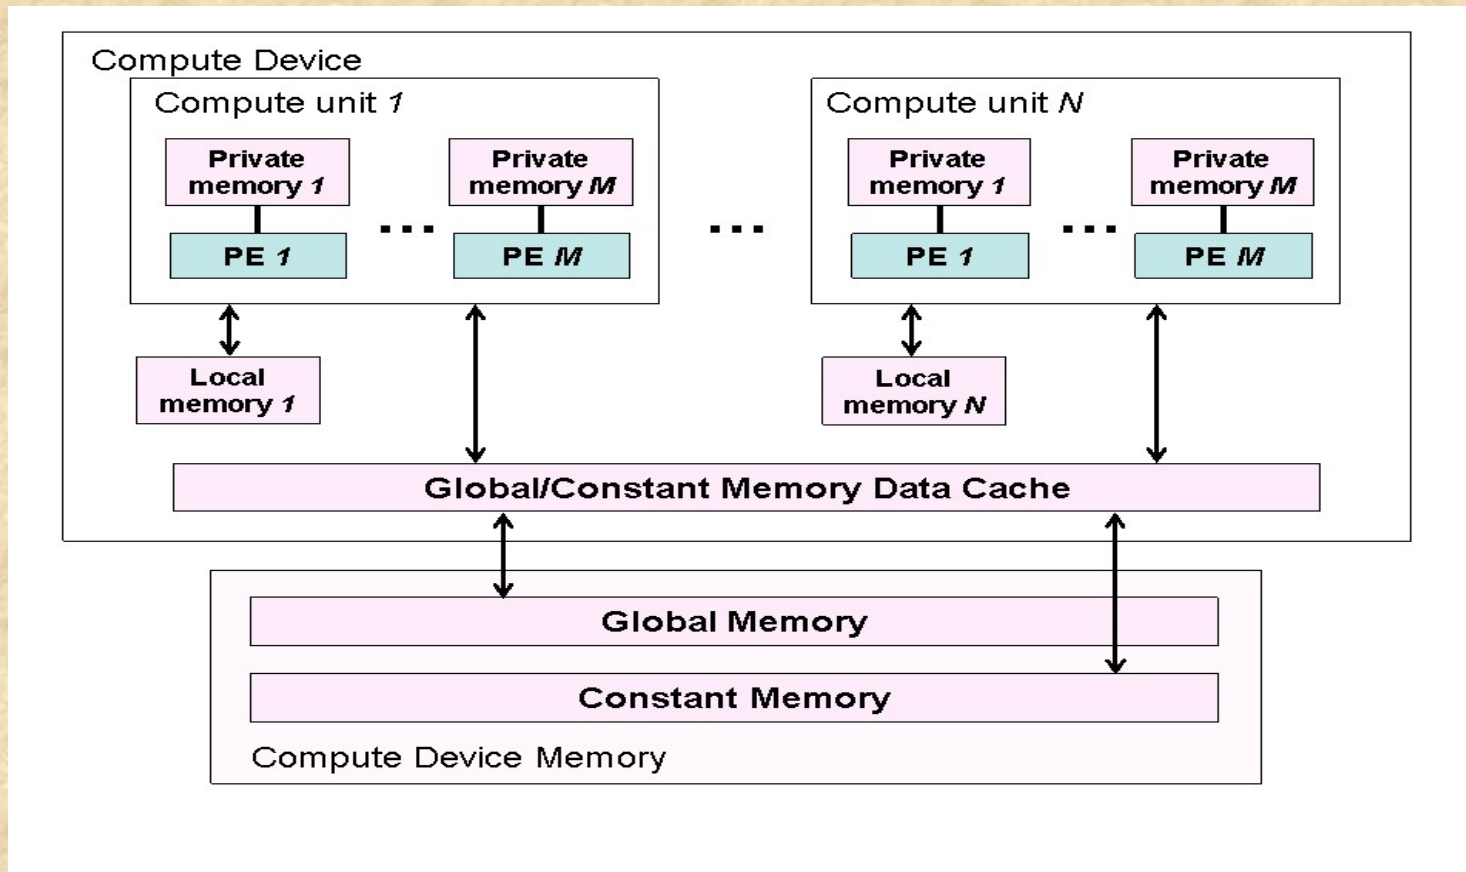 Compute Device
Compute unit 1
Compute unit N
Private
memory 1
Private
memory M
Private
memory 1
Private
memory M
...
...
...
PE 1
PE M
PE 1
PE M
Local
memory 1
Local
memory N
Global/Constant Memory Data Cache
Global Memory
Constant Memory
Compute Device Memory